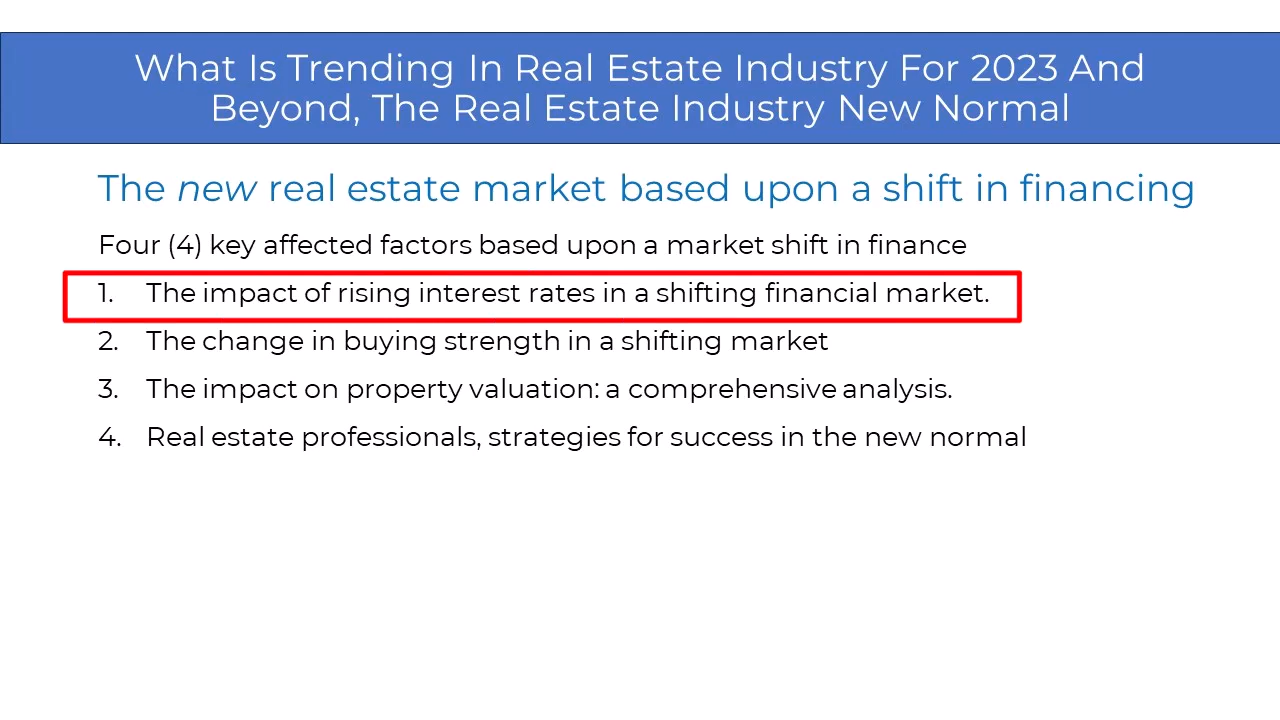 What Is Trending In Real Estate Industry For 2023 And
Beyond, The Real Estate Industry New Normal
The new real estate market based upon a shift in financing
Four (4) key affected factors based upon a market shift in finance
1. The impact of rising interest rates in a shifting financial market.
2. The change in buying strength in a shifting market
3. The impact on property valuation: a comprehensive analysis.
4. Real estate professionals, strategies for success in the new normal